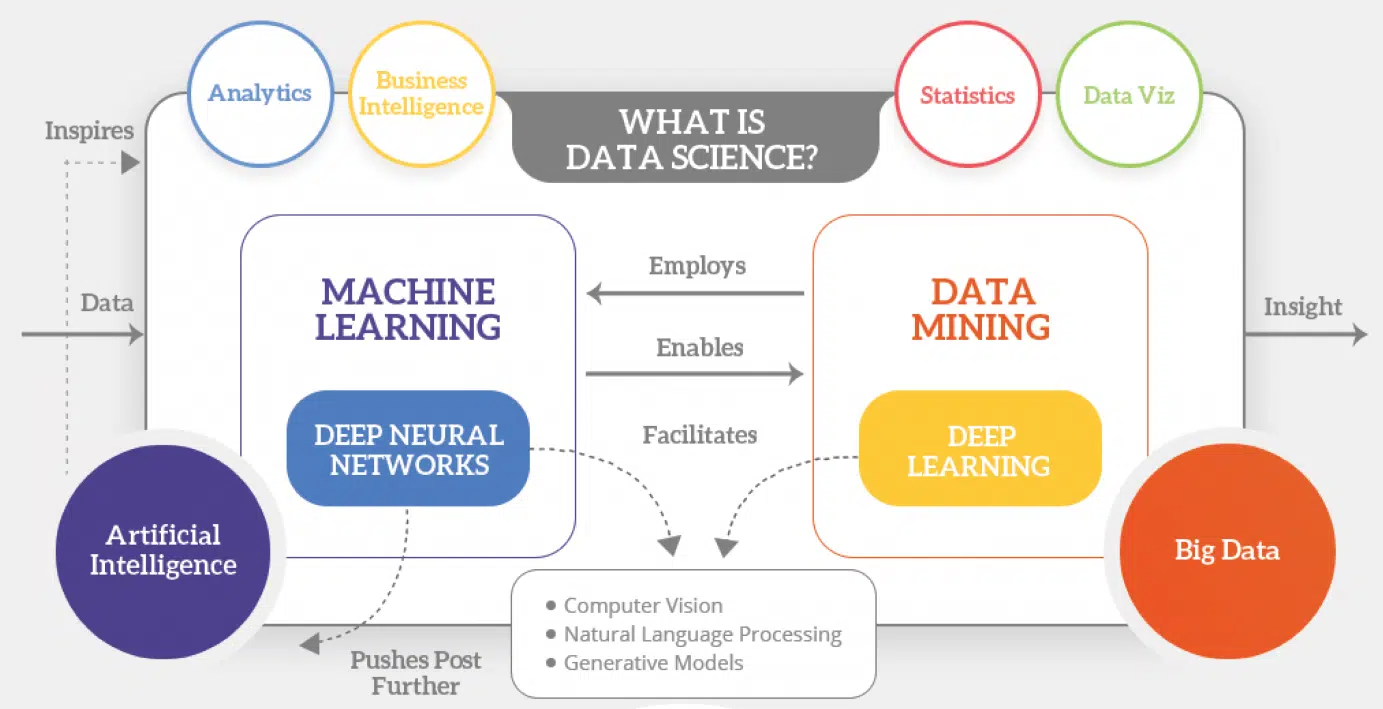 Analytics
Business
Intelligence
WHAT IS
DATA SCIENCE?
Statistics
Data Viz
Inspires
Data
MACHINE
LEARNING
Employs
Enables
Facilitates
DATA
MINING
Insight
DEEP NEURAL
NETWORKS
DEEP
LEARNING
Artificial
Intelligence
Big Data
Pushes Post
Further
• Computer Vision
• Natural Language Processing
• Generative Models